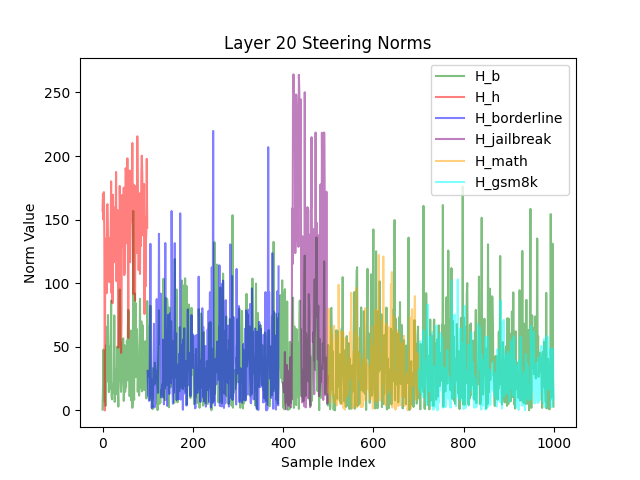 Layer 20 Steering Norms
H_b
H_h
H_borderline
H_jailbreak
H_math
H_gsm8k
250
200
150
100
50
0
Norm Value
0
200
400
600
800
1000
Sample Index